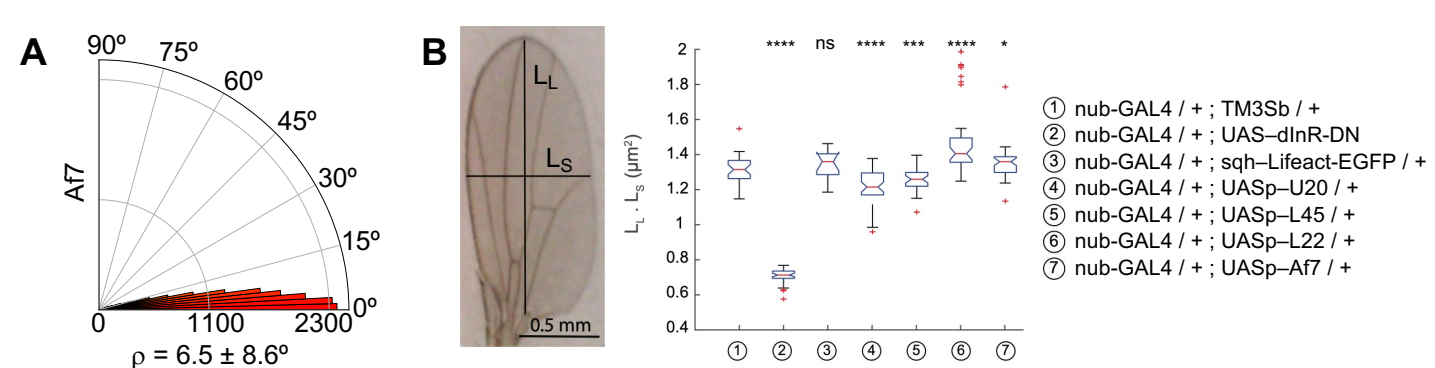 A
Af7
90º
75º
60º
45º
30º
15º
0º
0 1100 2300
ρ = 6.5 ± 8.6º
B
L_L
L_S
0.5 mm
L_L · L_S (µm²)
2
1.8
1.6
1.4
1.2
1
0.8
0.6
0.4
**** ns **** *** **** *
① ② ③ ④ ⑤ ⑥ ⑦
① nub-GAL4 / + ; TM3Sb / +
② nub-GAL4 / + ; UAS–dInR-DN
③ nub-GAL4 / + ; sqh–Lifeact-EGFP / +
④ nub-GAL4 / + ; UASp–U20 / +
⑤ nub-GAL4 / + ; UASp–L45 / +
⑥ nub-GAL4 / + ; UASp–L22 / +
⑦ nub-GAL4 / + ; UASp–Af7 / +